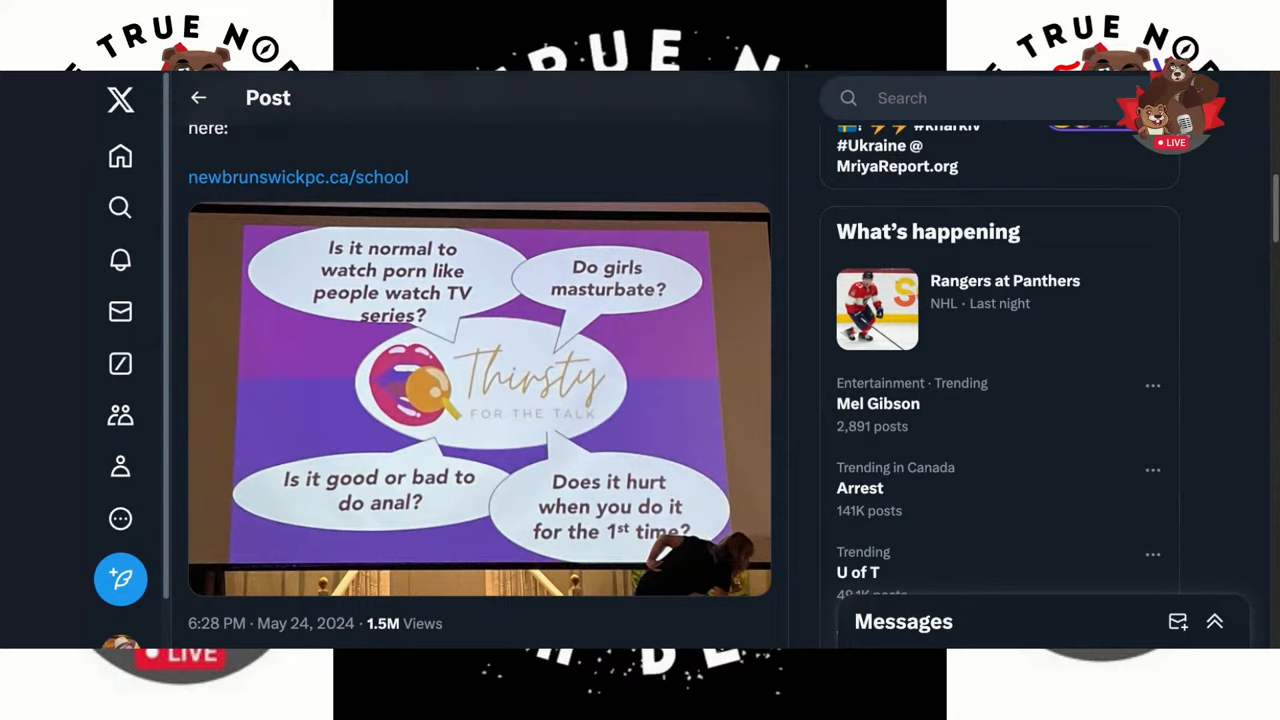 TRUE NO
TRUE N
TRUE NO
LIVE
Post
Search
here:
#Kharkiv
#Ukraine @
MriyaReport.org
newbrunswickpc.ca/school
What's happening
Is it normal to
watch porn like
people watch TV
series?
Do girls
masturbate?
Rangers at Panthers
NHL · Last night
Thirsty
FOR THE TALK
Entertainment · Trending
Mel Gibson
2,891 posts
Is it good or bad to
do anal?
Does it hurt
when you do it
for the 1st time?
Trending in Canada
Arrest
141K posts
Trending
U of T
49.1K posts
6:28 PM · May 24, 2024 · 1.5M Views
Messages
LIVE